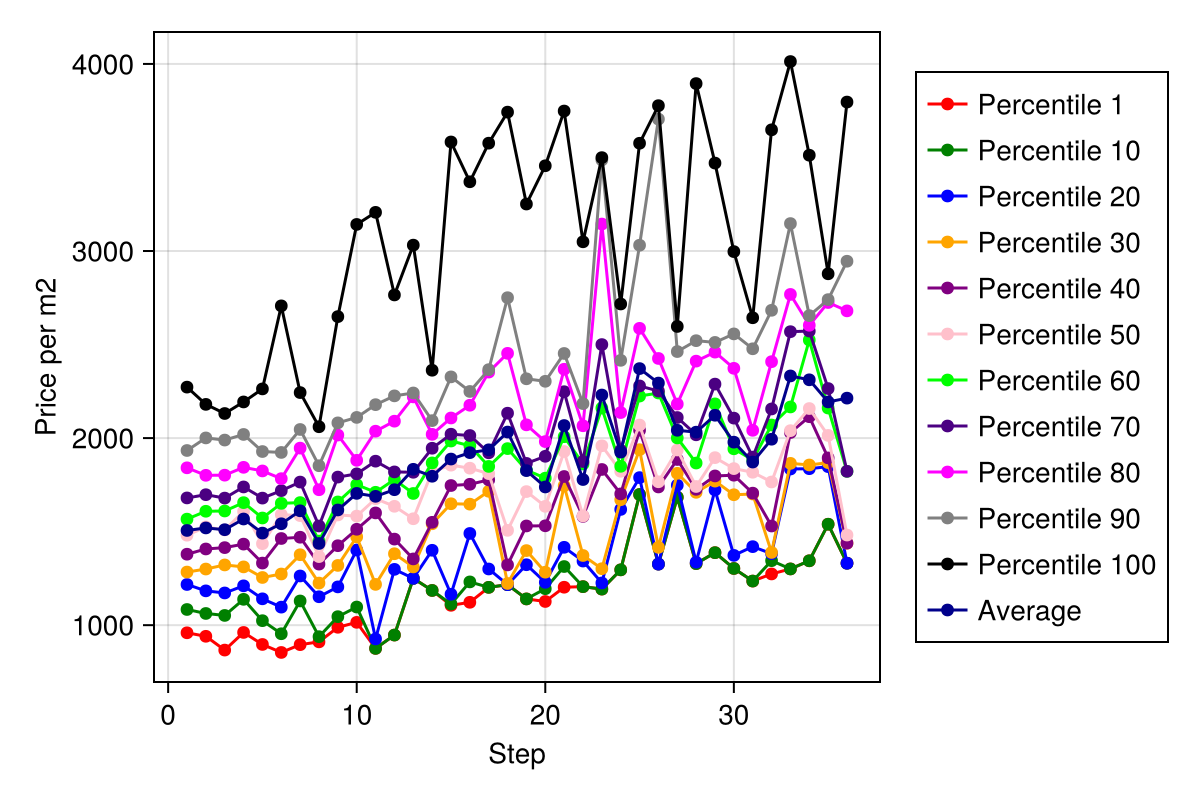 4000
3000
2000
1000
Price per m2
0
10
20
30
Step
Percentile 1
Percentile 10
Percentile 20
Percentile 30
Percentile 40
Percentile 50
Percentile 60
Percentile 70
Percentile 80
Percentile 90
Percentile 100
Average